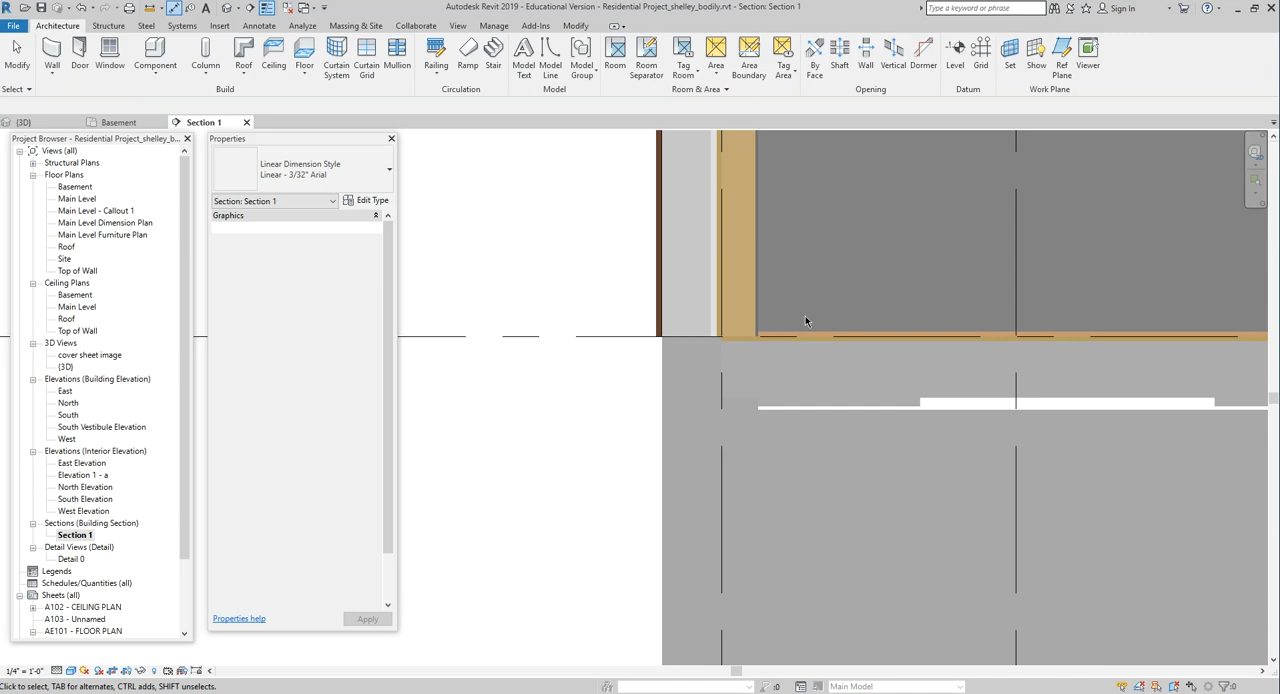 Autodesk Revit 2019 - Educational Version - Residential Project_shelley_bodily.rvt - Section: Section 1
Type a keyword or phrase
Sign In
File Architecture Structure Steel Systems Insert Annotate Analyze Massing & Site Collaborate View Manage Add-Ins Modify
Modify Wall Door Window Component Column Roof Ceiling Floor Curtain System Curtain Grid Mullion Railing Ramp Stair Model Text Model Line Model Group Room Room Separator Tag Room Area Area Boundary Tag Area By Face Shaft Wall Vertical Dormer Level Grid Set Show Ref Plane Viewer
Select Build Circulation Model Room & Area Opening Datum Work Plane
{3D} Basement Section 1
Project Browser - Residential Project_shelley_b...
Views (all)
Structural Plans
Floor Plans
Basement
Main Level
Main Level - Callout 1
Main Level Dimension Plan
Main Level Furniture Plan
Roof
Site
Top of Wall
Ceiling Plans
Basement
Main Level
Roof
Top of Wall
3D Views
cover sheet image
{3D}
Elevations (Building Elevation)
East
North
South
South Vestibule Elevation
West
Elevations (Interior Elevation)
East Elevation
Elevation 1 - a
North Elevation
South Elevation
West Elevation
Sections (Building Section)
Section 1
Detail Views (Detail)
Detail 0
Legends
Schedules/Quantities (all)
Sheets (all)
A102 - CEILING PLAN
A103 - Unnamed
AE101 - FLOOR PLAN
Properties
Linear Dimension Style
Linear - 3/32" Arial
Section: Section 1
Edit Type
Graphics
Properties help
Apply
1/4" = 1'-0"
Click to select, TAB for alternates, CTRL adds, SHIFT unselects.
:0
Main Model
:0